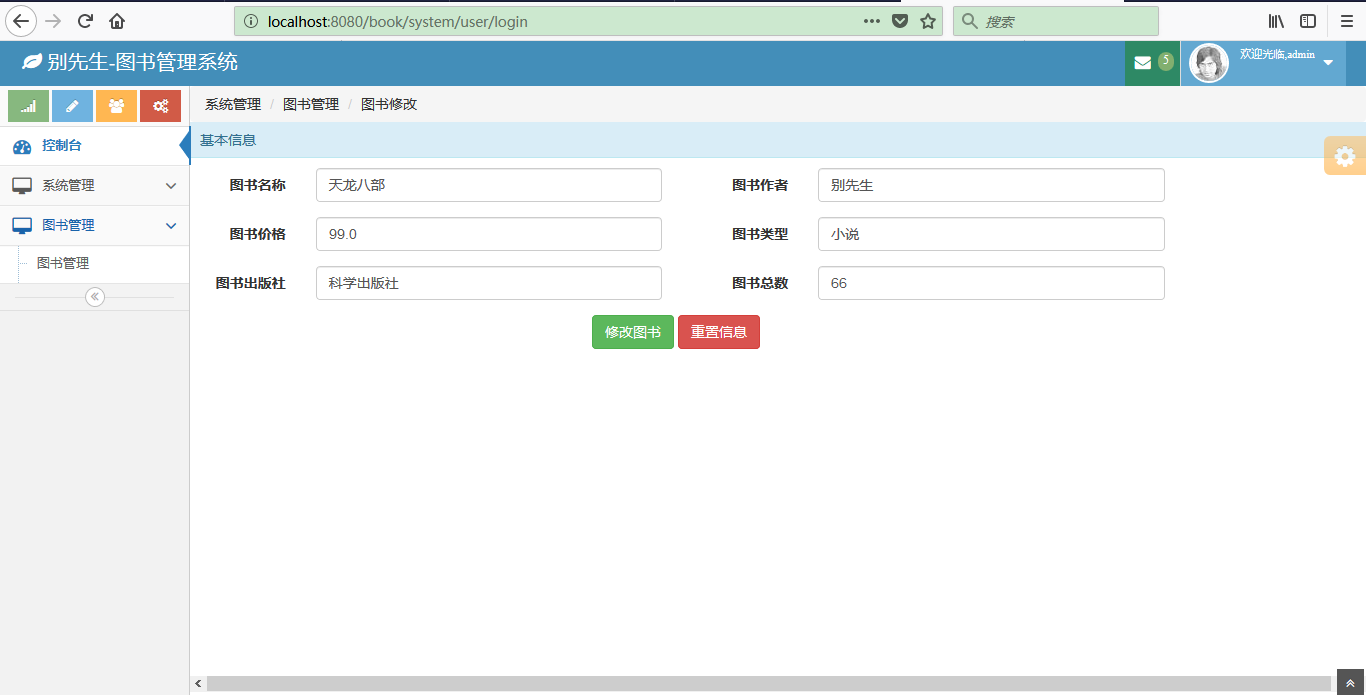 localhost:8080/book/system/user/login
搜索
别先生-图书管理系统
5
欢迎光临,admin
系统管理 / 图书管理 / 图书修改
控制台
基本信息
系统管理
图书管理
图书管理
图书名称 天龙八部 图书作者 别先生
图书价格 99.0 图书类型 小说
图书出版社 科学出版社 图书总数 66
修改图书 重置信息